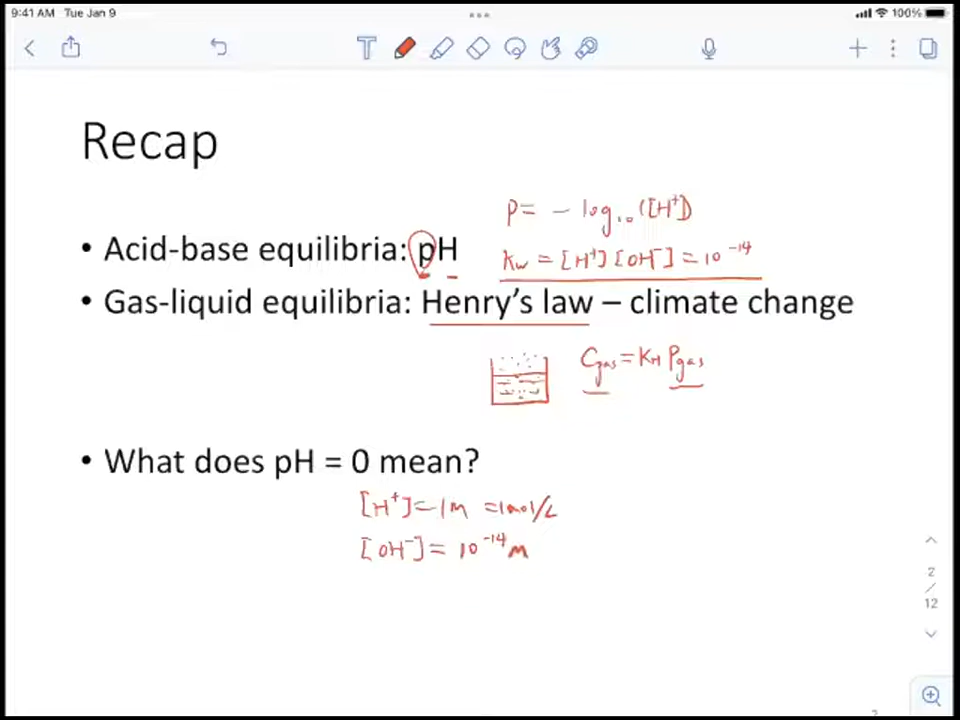 9:41 AM Tue Jan 9
100%
Recap
P= - log₁₀ ([H⁺])
• Acid-base equilibria: pH
Kw = [H⁺][OH⁻] = 10⁻¹⁴
• Gas-liquid equilibria: Henry's law – climate change
Cgas = KH Pgas
• What does pH = 0 mean?
[H⁺] = 1M = 1mol/L
[OH⁻] = 10⁻¹⁴ M
2
/
12